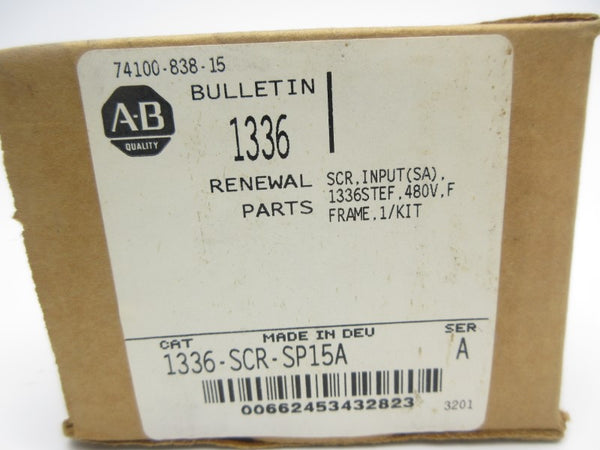 74100-838-15
A-B
QUALITY
BULLETIN
1336
RENEWAL
PARTS
SCR,INPUT(SA),
1336STEF,480V,F
FRAME,1/KIT
MADE IN DEU
CAT
1336-SCR-SP15A
SER
A
00662453432823
3201